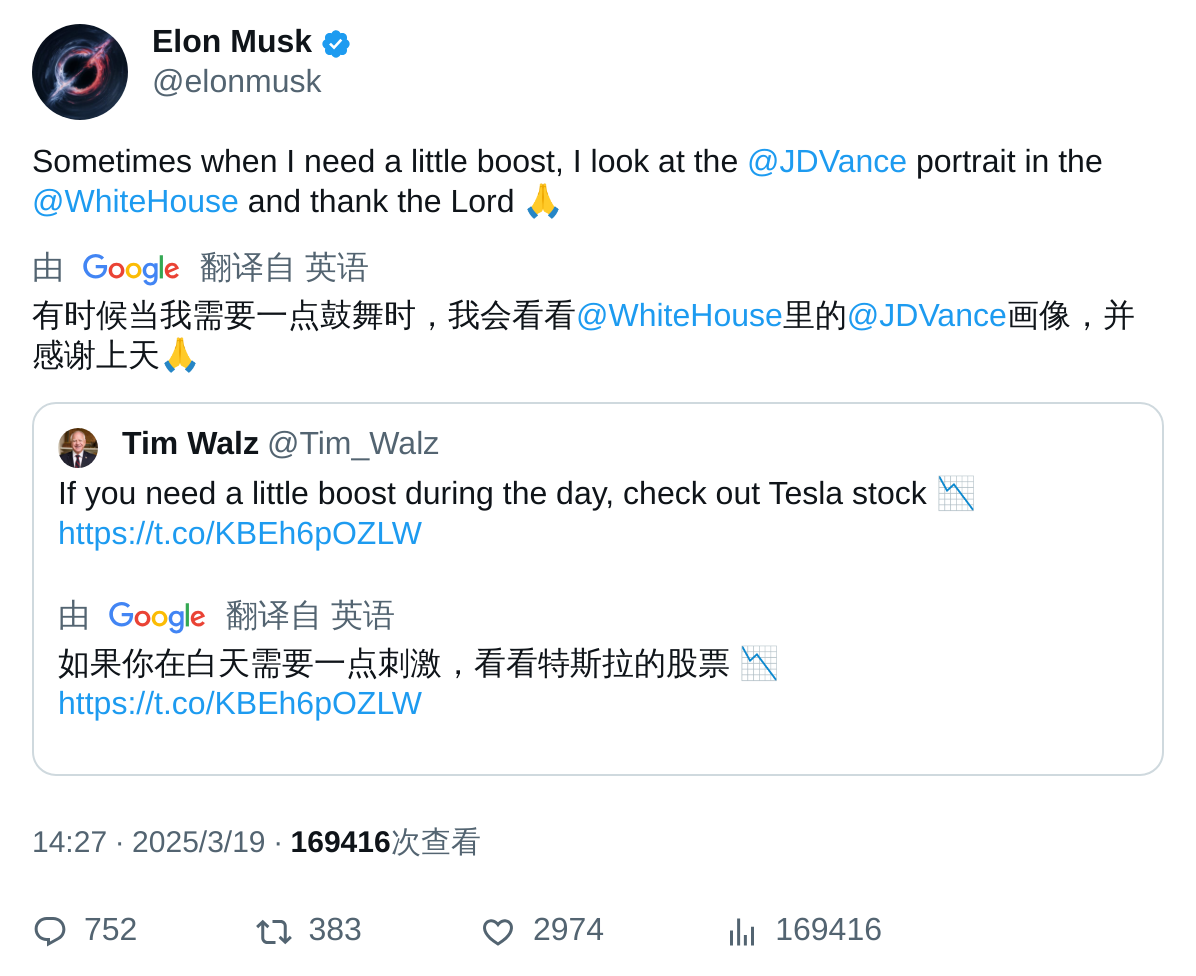 Elon Musk
@elonmusk
Sometimes when I need a little boost, I look at the @JDVance portrait in the
@WhiteHouse and thank the Lord 🙏
由 Google 翻译自 英语
有时候当我需要一点鼓舞时，我会看看@WhiteHouse里的@JDVance画像，并
感谢上天🙏
Tim Walz @Tim_Walz
If you need a little boost during the day, check out Tesla stock 📉
https://t.co/KBEh6pOZLW
由 Google 翻译自 英语
如果你在白天需要一点刺激，看看特斯拉的股票 📉
https://t.co/KBEh6pOZLW
14:27 · 2025/3/19 · 169416次查看
752 383 2974 169416